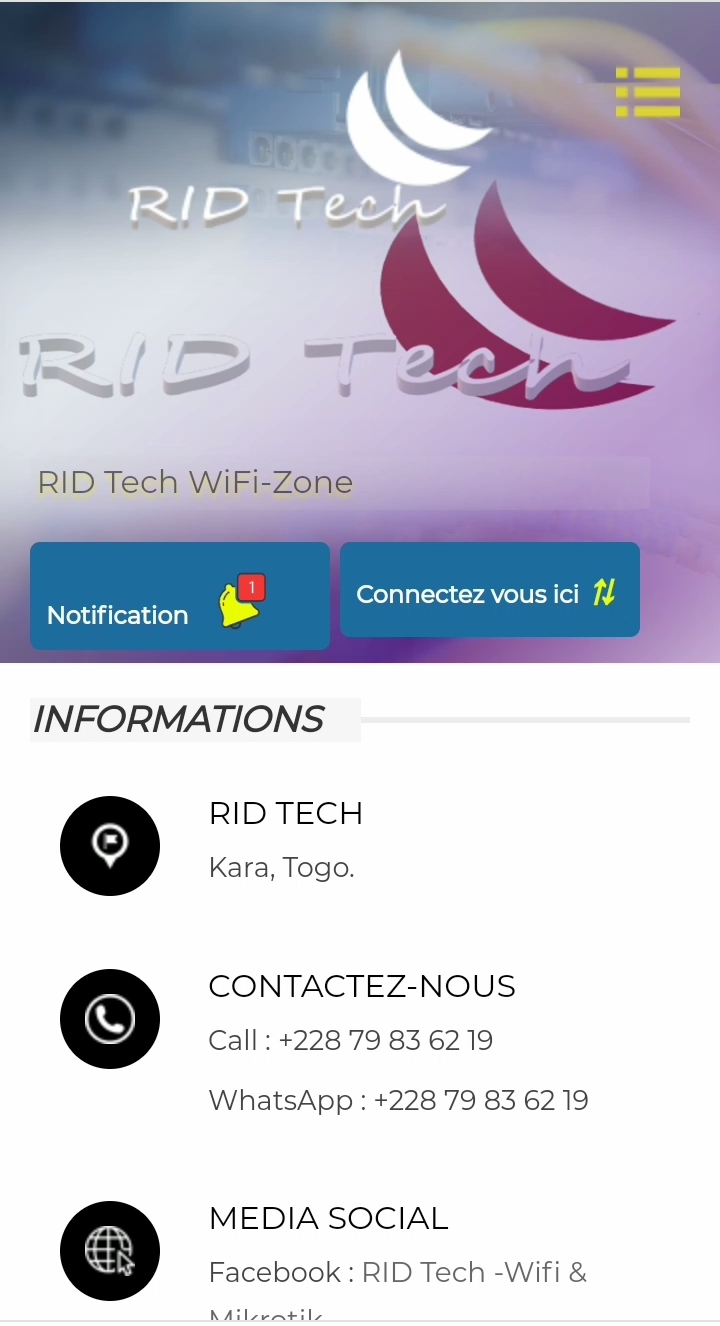 RID Tech
RID Tech
RID Tech WiFi-Zone
Notification
1
Connectez vous ici
INFORMATIONS
RID TECH
Kara, Togo.
CONTACTEZ-NOUS
Call : +228 79 83 62 19
WhatsApp : +228 79 83 62 19
MEDIA SOCIAL
Facebook : RID Tech -Wifi &
Mikrotik